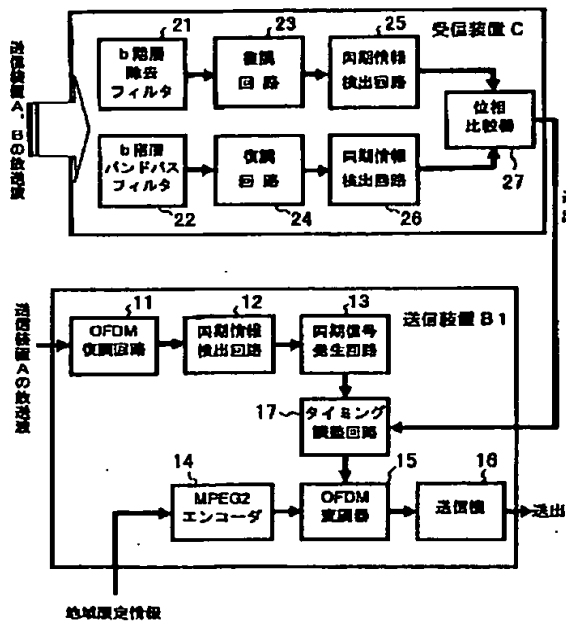 送信装置A、Bの放送波
受信装置C
21
b階層
除去
フィルタ
23
復調
回路
25
同期情報
検出回路
位相
比較器
27
b階層
バンドパス
フィルタ
22
復調
回路
24
同期情報
検出回路
26
送信装置Aの放送波
送信装置B1
11
OFDM
復調回路
12
同期情報
検出回路
13
同期信号
発生回路
17
タイミング
調整回路
14
MPEG2
エンコーダ
15
OFDM
変調器
16
送信機
送出
地域限定情報